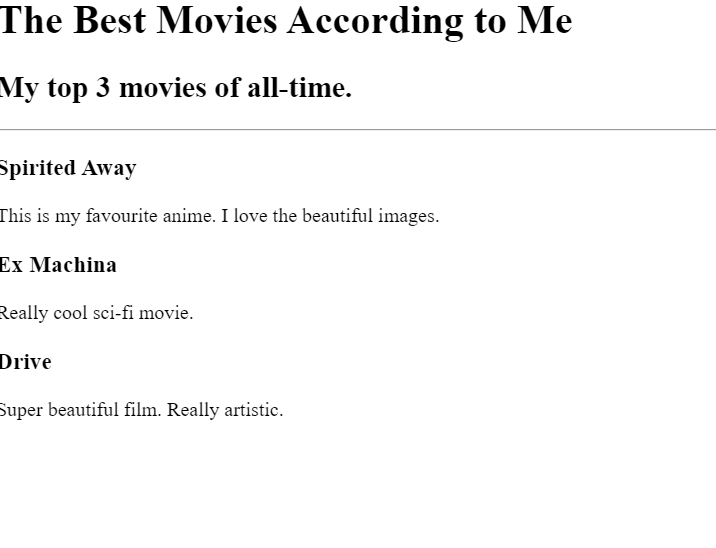 The Best Movies According to Me
My top 3 movies of all-time.
Spirited Away
This is my favourite anime. I love the beautiful images.
Ex Machina
Really cool sci-fi movie.
Drive
Super beautiful film. Really artistic.